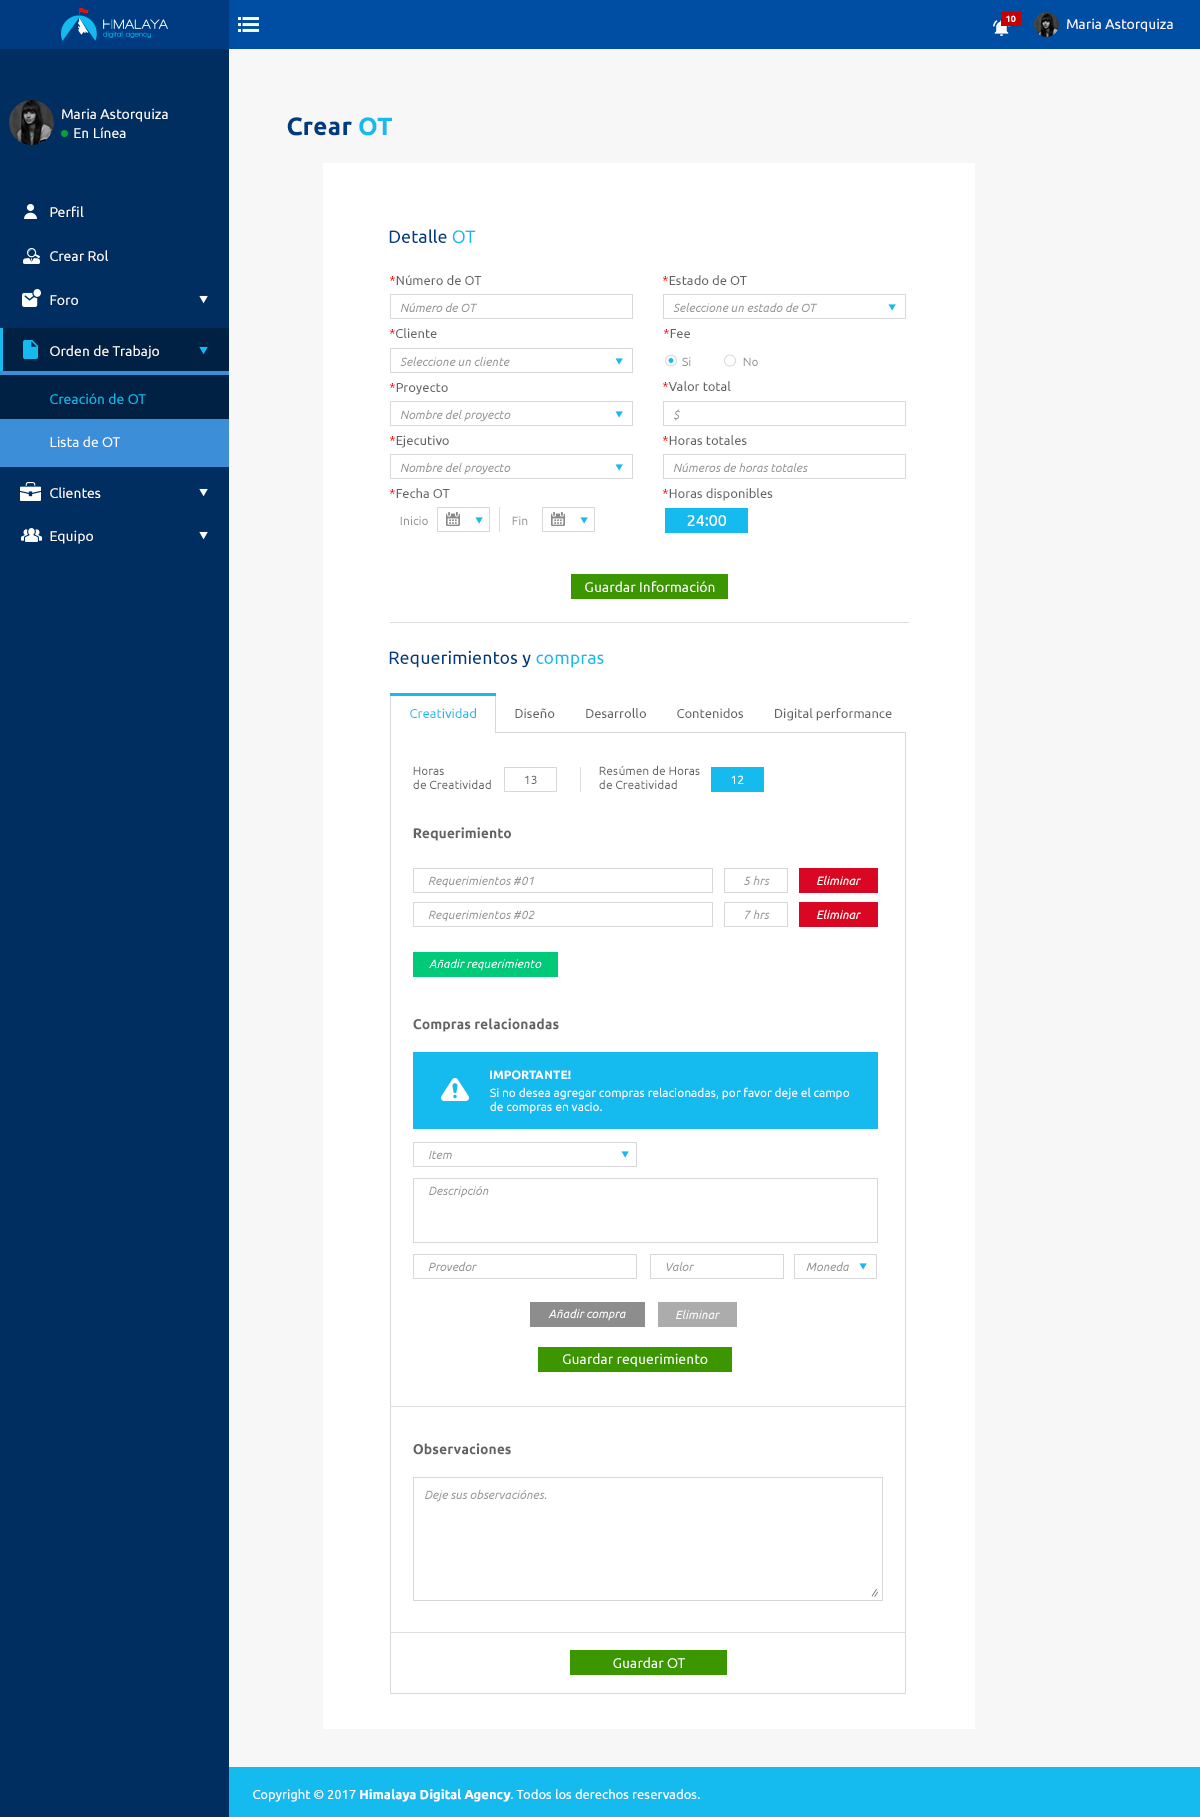 HIMALAYA
digital agency
10
Maria Astorquiza
Maria Astorquiza
En Línea
Perfil
Crear Rol
Foro
Orden de Trabajo
Creación de OT
Lista de OT
Clientes
Equipo
Crear OT
Detalle OT
*Número de OT
Número de OT
*Estado de OT
Seleccione un estado de OT
*Cliente
Seleccione un cliente
*Fee
Si
No
*Proyecto
Nombre del proyecto
*Valor total
$
*Ejecutivo
Nombre del proyecto
*Horas totales
Números de horas totales
*Fecha OT
Inicio
Fin
*Horas disponibles
24:00
Guardar Información
Requerimientos y compras
Creatividad
Diseño
Desarrollo
Contenidos
Digital performance
Horas
de Creatividad
13
Resúmen de Horas
de Creatividad
12
Requerimiento
Requerimientos #01
5 hrs
Eliminar
Requerimientos #02
7 hrs
Eliminar
Añadir requerimiento
Compras relacionadas
IMPORTANTE!
Si no desea agregar compras relacionadas, por favor deje el campo
de compras en vacio.
Item
Descripción
Provedor
Valor
Moneda
Añadir compra
Eliminar
Guardar requerimiento
Observaciones
Deje sus observaciónes.
Guardar OT
Copyright © 2017 Himalaya Digital Agency. Todos los derechos reservados.